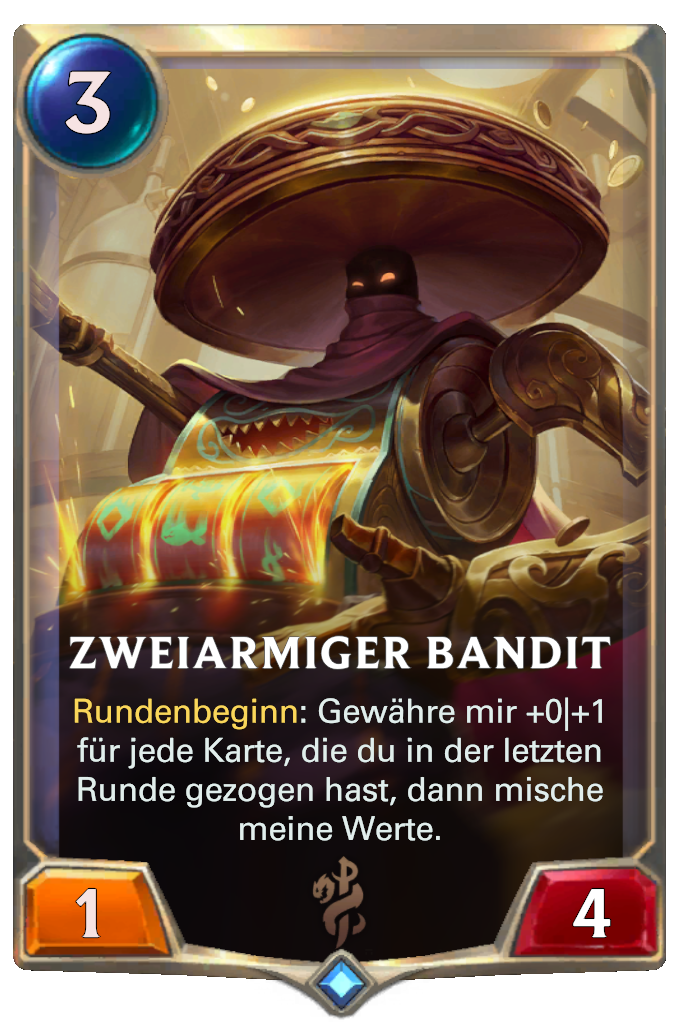 3
ZWEIARMIGER BANDIT
Rundenbeginn: Gewähre mir +0|+1
für jede Karte, die du in der letzten
Runde gezogen hast, dann mische
meine Werte.
1
4